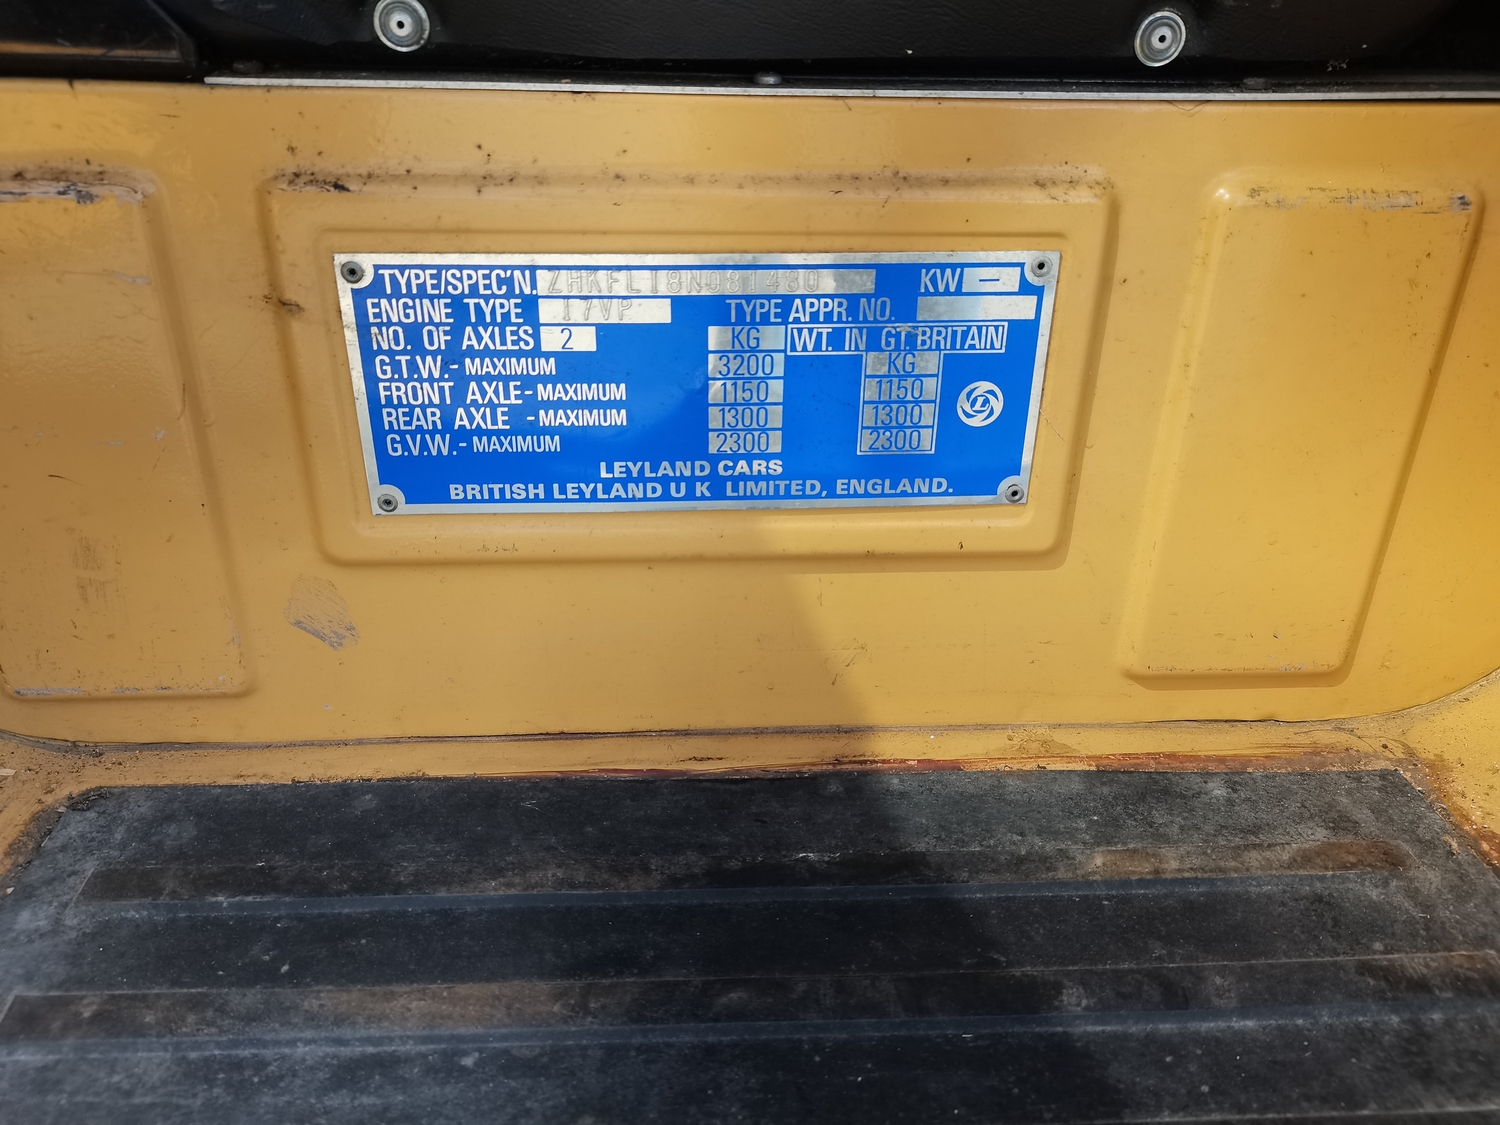 TYPE/SPEC'N. ZHKFL18N081480 KW —
ENGINE TYPE 17VP TYPE APPR. NO.
NO. OF AXLES 2 KG WT. IN GT. BRITAIN
G.T.W.- MAXIMUM 3200 KG
FRONT AXLE- MAXIMUM 1150 1150
REAR AXLE - MAXIMUM 1300 1300
G.V.W.- MAXIMUM 2300 2300
L
LEYLAND CARS
BRITISH LEYLAND U K LIMITED, ENGLAND.